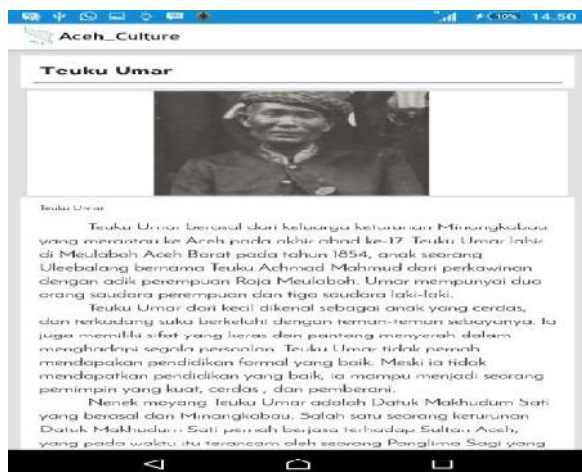 10% 14.50
Aceh_Culture
Teuku Umar
Teuku Umar
Teuku Umar berasal dari keluarga keturunan Minangkabau
yang merantau ke Aceh pada akhir abad ke-17. Teuku Umar lahir
di Meulaboh Aceh Barat pada tahun 1854, anak seorang
Uleebalang bernama Teuku Achmad Mahmud dari perkawinan
dengan adik perempuan Raja Meulaboh. Umar mempunyai dua
orang saudara perempuan dan tiga saudara laki-laki.
Teuku Umar dari kecil dikenal sebagai anak yang cerdas,
dan terkadang suka berkelahi dengan teman-teman sebayanya. Ia
juga memiliki sifat yang keras dan pantang menyerah dalam
menghadapi segala persoalan. Teuku Umar tidak pernah
mendapakan pendidikan formal yang baik. Meski ia tidak
mendapatkan pendidikan yang baik, ia mampu menjadi seorang
pemimpin yang kuat, cerdas , dan pemberani.
Nenek moyang Teuku Umar adalah Datuk Makhudum Sati
yang berasal dari Minangkabau. Salah satu seorang keturunan
Datuk Makhudum Sati pernah berjasa terhadap Sultan Aceh,
yang pada waktu itu terancam oleh seorang Panglima Sagi yang